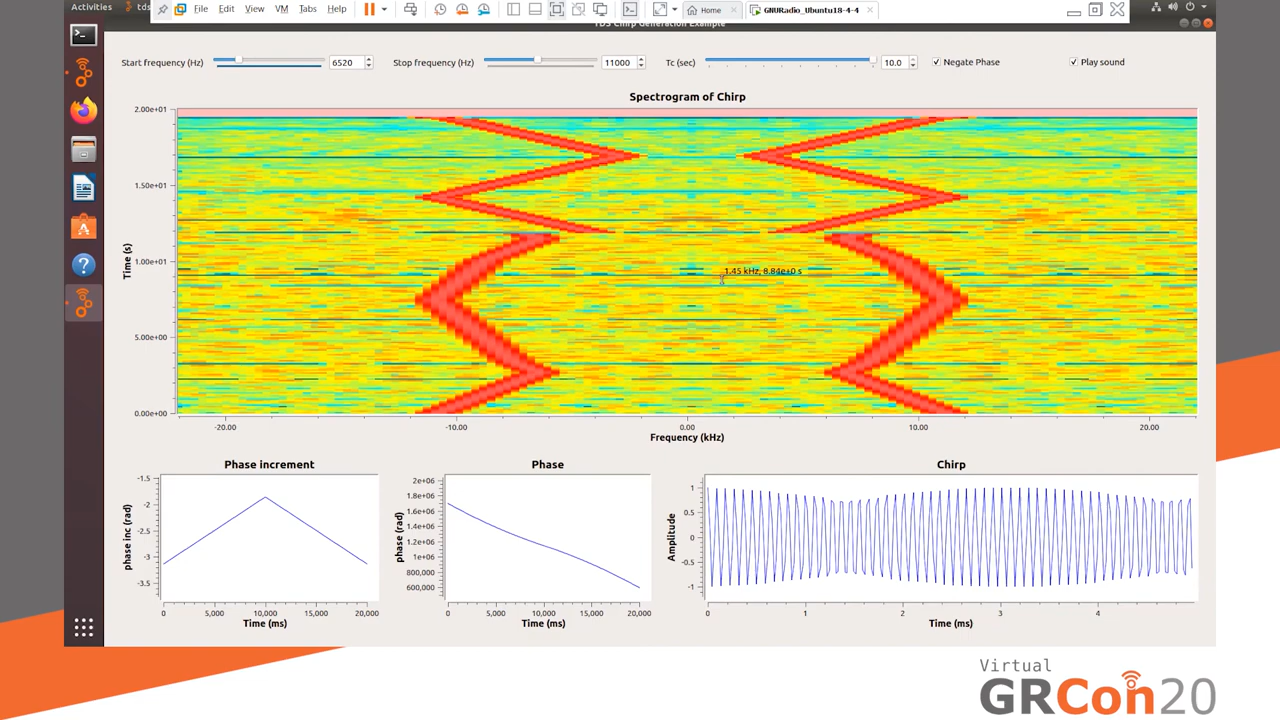 Activities
tds
File Edit View VM Tabs Help
Home
GNURadio_Ubuntu18-4-4
TDS Chirp Generation Example
Start frequency (Hz) 6520 Stop frequency (Hz) 11000 Tc (sec) 10.0 Negate Phase Play sound
Spectrogram of Chirp
2.00e+01
1.50e+01
1.00e+01
5.00e+00
0.00e+00
Time (s)
1.45 kHz, 8.84e+0 s
-20.00 -10.00 0.00 10.00 20.00
Frequency (kHz)
Phase increment
-1.5
-2
-2.5
-3
-3.5
phase inc (rad)
0 5,000 10,000 15,000 20,000
Time (ms)
Phase
2e+06
1.8e+06
1.6e+06
1.4e+06
1.2e+06
1e+06
800,000
600,000
phase (rad)
0 5,000 10,000 15,000 20,000
Time (ms)
Chirp
1
0.5
0
-0.5
-1
Amplitude
0 1 2 3 4
Time (ms)
Virtual
GRCon20